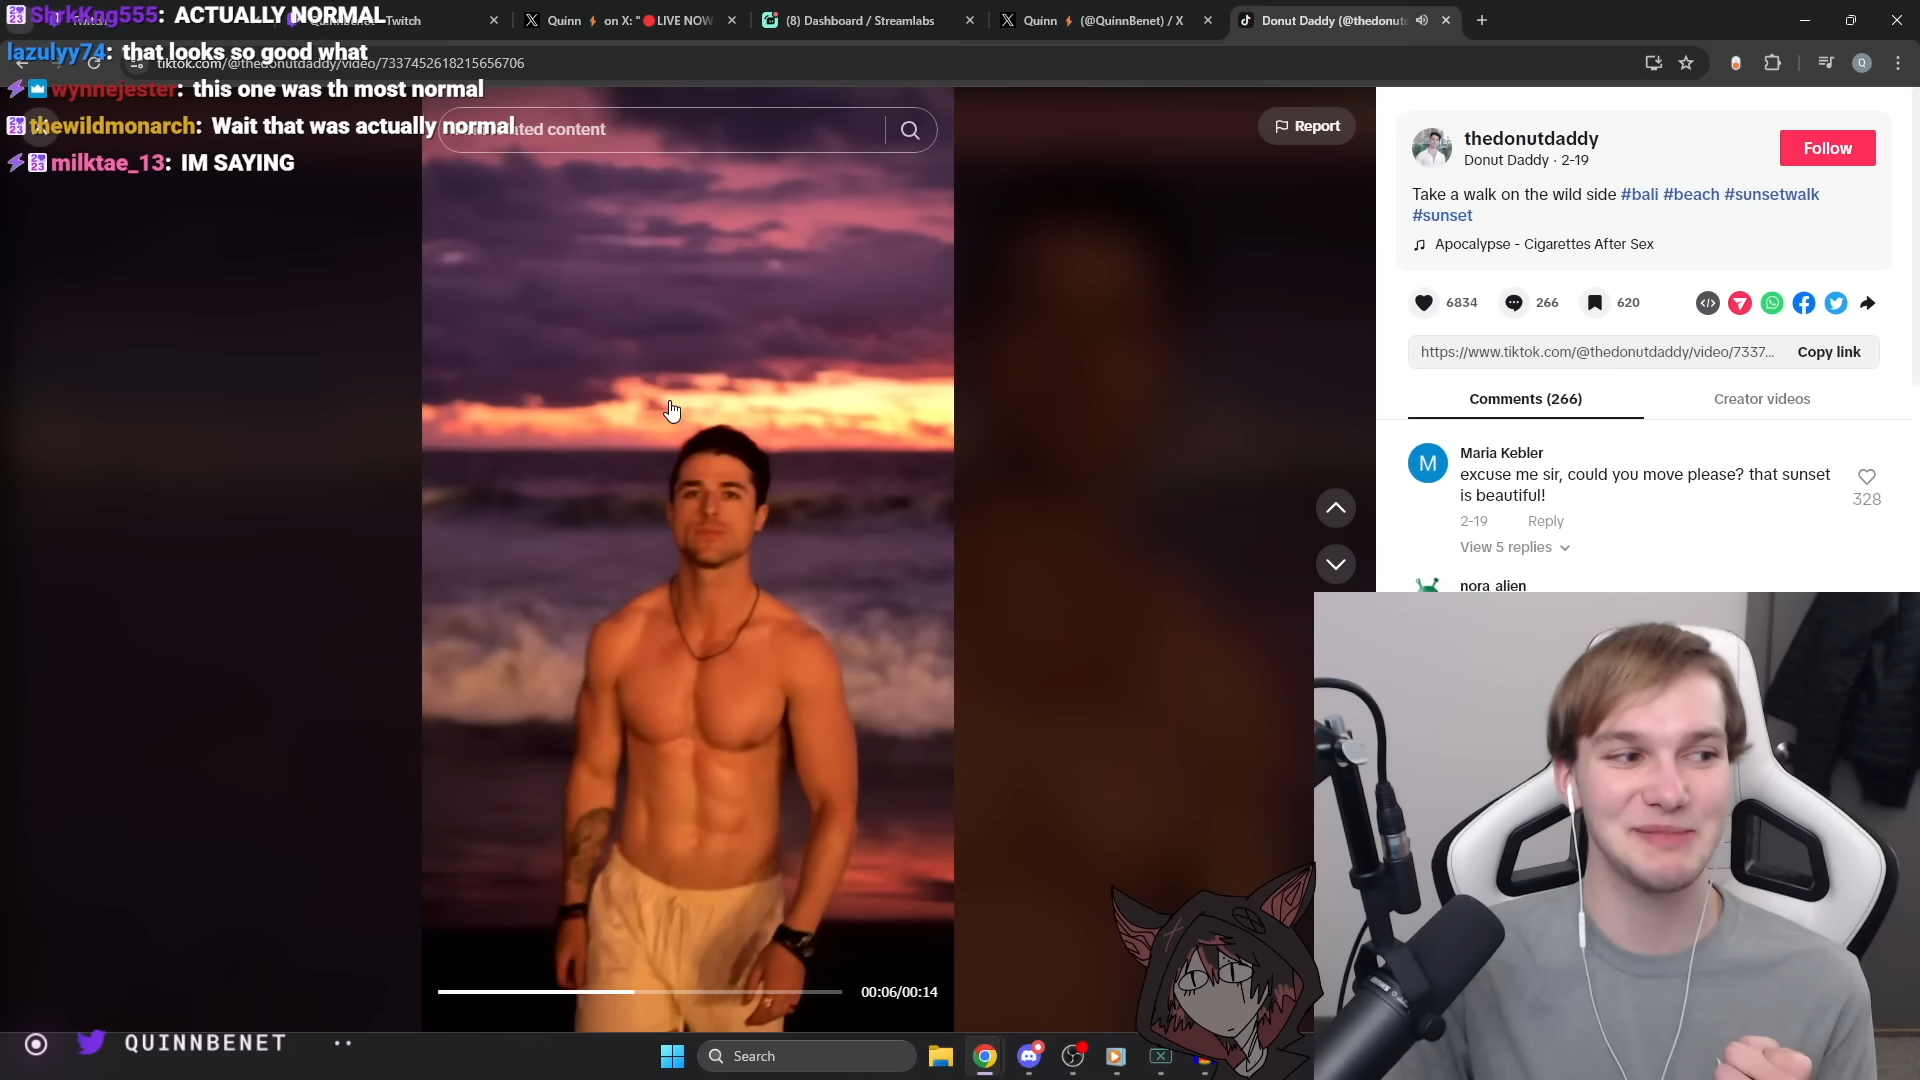 ShrkKng555: ACTUALLY NORMAL
Twitch
Quinn ⚡ on X: "🔴LIVE NOW
(8) Dashboard / Streamlabs
Quinn ⚡ (@QuinnBenet) / X
Donut Daddy (@thedonutd
lazulyy74: that looks so good what
tiktok.com/@thedonutdaddy/video/7337452618215656706
wynnejester: this one was th most normal
thewildmonarch: Wait that was actually normal
content
milktae_13: IM SAYING
Report
thedonutdaddy
Donut Daddy · 2-19
Follow
Take a walk on the wild side #bali #beach #sunsetwalk
#sunset
Apocalypse - Cigarettes After Sex
6834
266
620
https://www.tiktok.com/@thedonutdaddy/video/7337...
Copy link
Comments (266)
Creator videos
M
Maria Kebler
excuse me sir, could you move please? that sunset
is beautiful!
328
2-19
Reply
View 5 replies
nora alien
00:06/00:14
QUINNBENET
Search